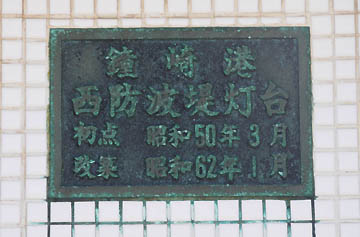 鐘崎港
西防波堤灯台
初点 昭和50年3月
改築 昭和62年1月